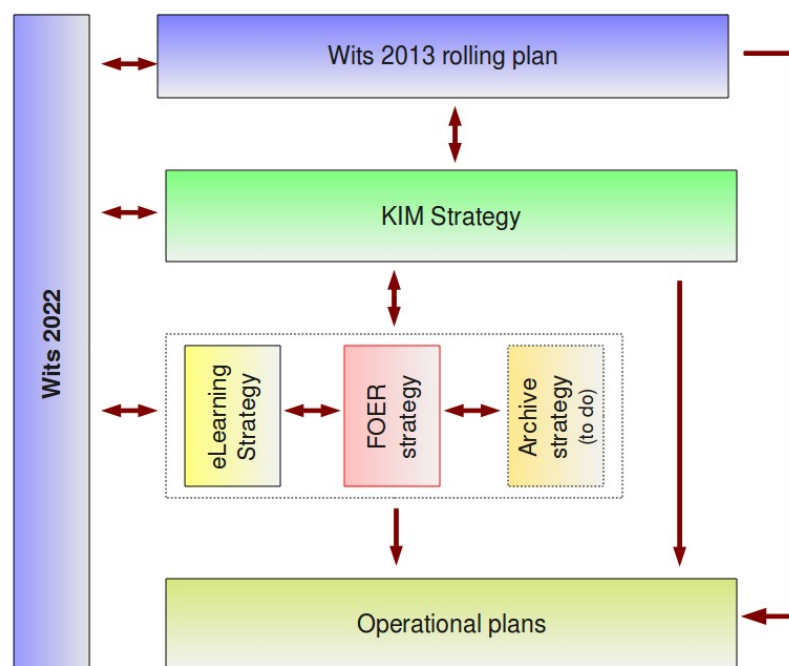 Wits 2022
Wits 2013 rolling plan
KIM Strategy
eLearning
Strategy
FOER
strategy
Archive
strategy
(to do)
Operational plans